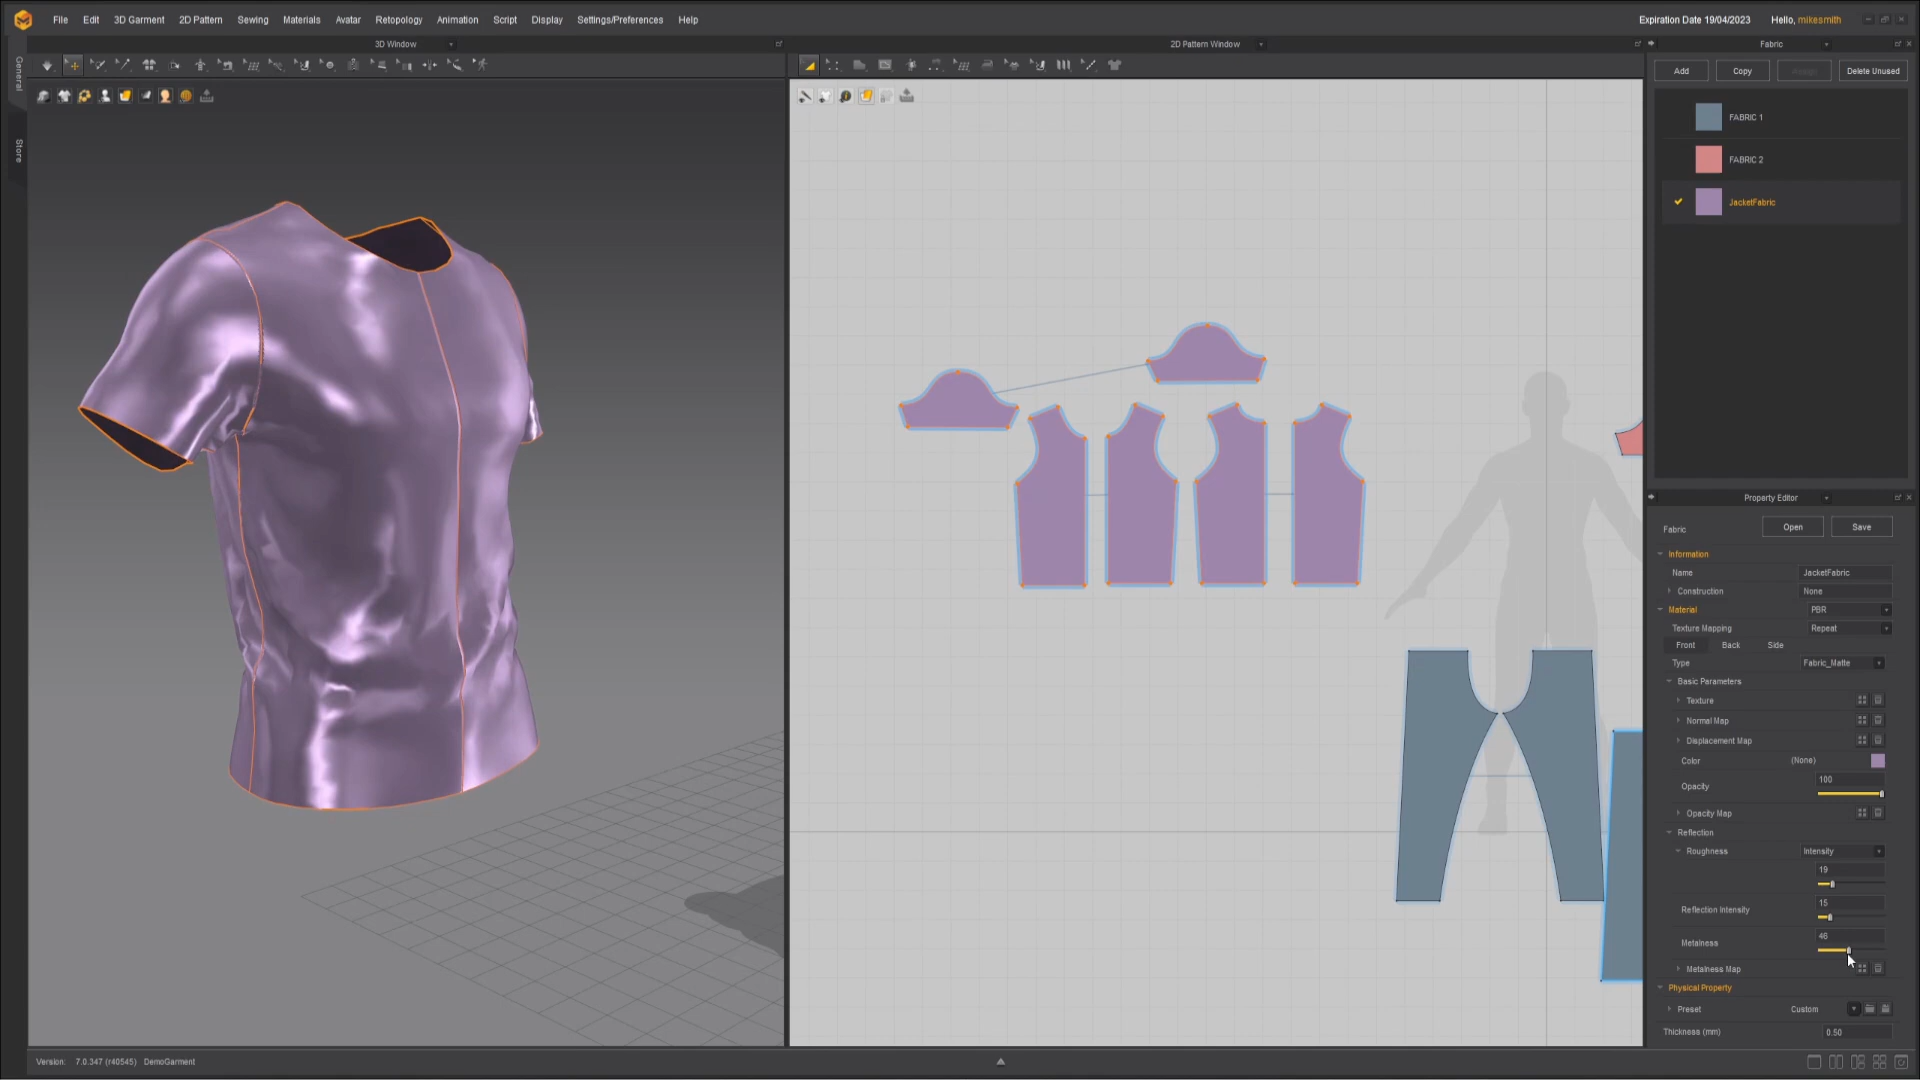 File Edit 3D Garment 2D Pattern Sewing Materials Avatar Retopology Animation Script Display Settings/Preferences Help
Expiration Date 19/04/2023 Hello, mikesmith
General
Store
3D Window
2D Pattern Window
Fabric
Add Copy Assign Delete Unused
FABRIC 1
FABRIC 2
JacketFabric
Property Editor
Fabric Open Save
Information
Name JacketFabric
Construction None
Material PBR
Texture Mapping Repeat
Front Back Side
Type Fabric_Matte
Basic Parameters
Texture
Normal Map
Displacement Map
Color (None)
Opacity 100
Opacity Map
Reflection
Roughness Intensity
19
Reflection Intensity 15
Metalness 46
Metalness Map
Physical Property
Preset Custom
Thickness (mm) 0.50
Version: 7.0.347 (r40545) DemoGarment